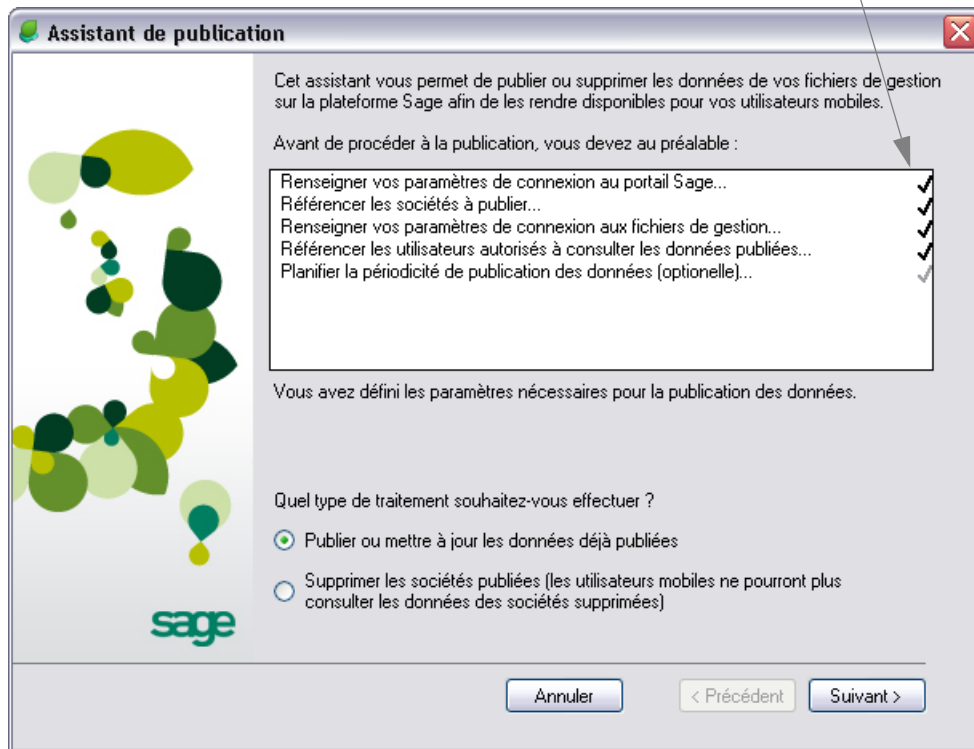 Assistant de publication
Cet assistant vous permet de publier ou supprimer les données de vos fichiers de gestion
sur la plateforme Sage afin de les rendre disponibles pour vos utilisateurs mobiles.
Avant de procéder à la publication, vous devez au préalable :
Renseigner vos paramètres de connexion au portail Sage...
Référencer les sociétés à publier...
Renseigner vos paramètres de connexion aux fichiers de gestion...
Référencer les utilisateurs autorisés à consulter les données publiées...
Planifier la périodicité de publication des données (optionelle)...
Vous avez défini les paramètres nécessaires pour la publication des données.
Quel type de traitement souhaitez-vous effectuer ?
Publier ou mettre à jour les données déjà publiées
Supprimer les sociétés publiées (les utilisateurs mobiles ne pourront plus
consulter les données des sociétés supprimées)
sage
Annuler
< Précédent
Suivant >